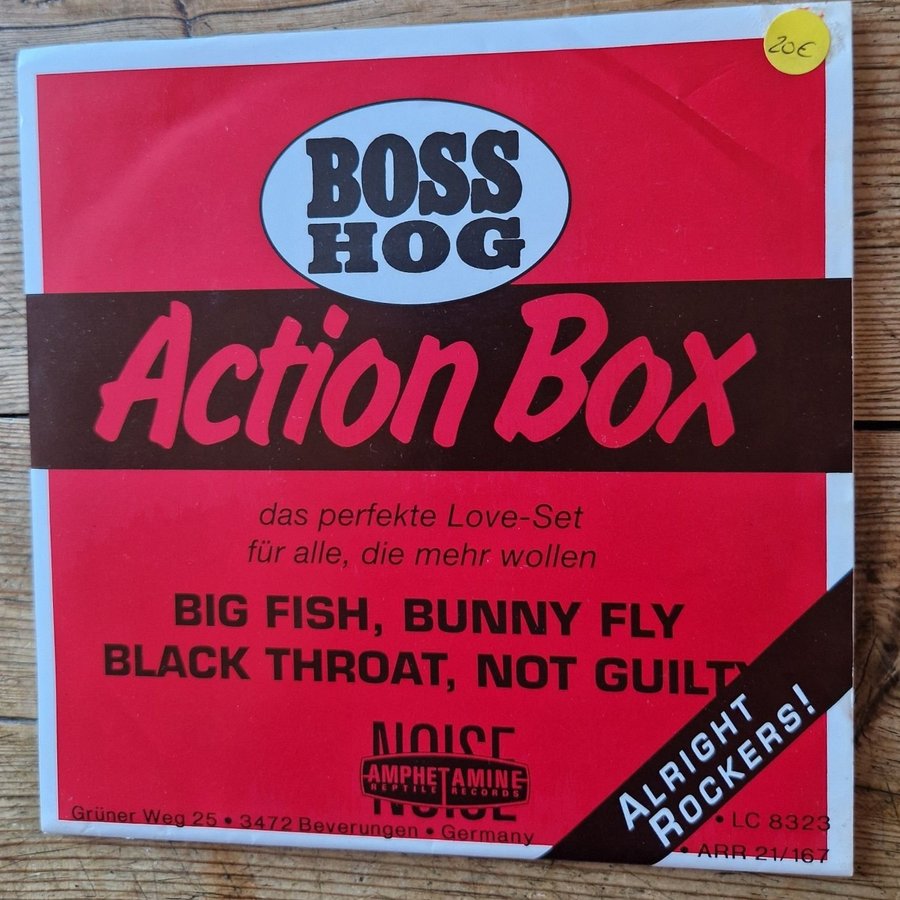 20€
BOSS
HOG
Action Box
das perfekte Love-Set
für alle, die mehr wollen
BIG FISH, BUNNY FLY
BLACK THROAT, NOT GUILTY
NOISE
AMPHETAMINE
REPTILE RECORDS
NOISE
ALRIGHT
ROCKERS!
Grüner Weg 25 • 3472 Beverungen • Germany
• LC 8323
• ARR 21/167